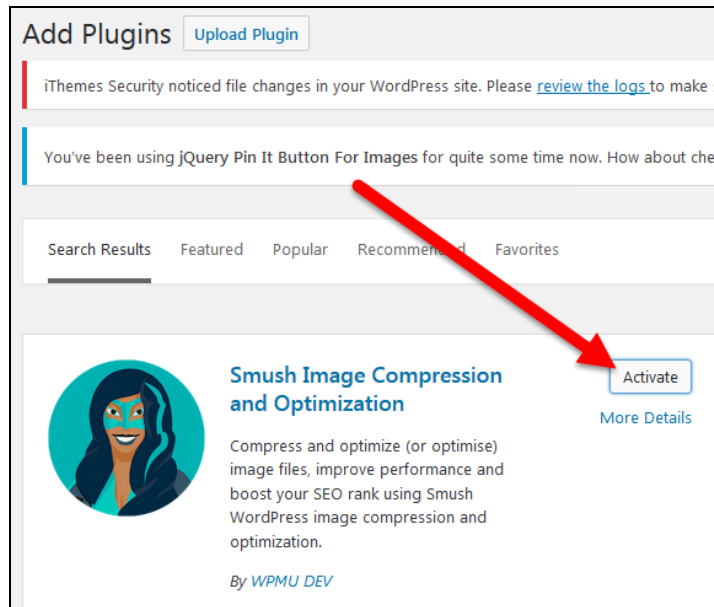 Add Plugins Upload Plugin
iThemes Security noticed file changes in your WordPress site. Please review the logs to make
You've been using jQuery Pin It Button For Images for quite some time now. How about che
Search Results Featured Popular Recommended Favorites
Smush Image Compression
and Optimization
Activate
More Details
Compress and optimize (or optimise)
image files, improve performance and
boost your SEO rank using Smush
WordPress image compression and
optimization.
By WPMU DEV